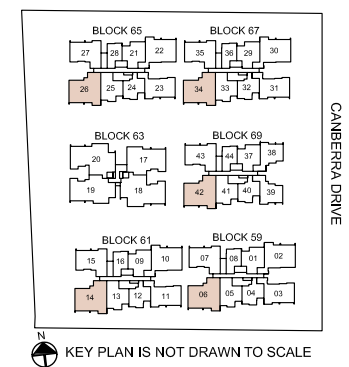 BLOCK 65 BLOCK 67
27 28 21 22 35 36 29 30
26 25 24 23 34 33 32 31
BLOCK 63 BLOCK 69
20 17 43 44 37 38
19 18 42 41 40 39
BLOCK 61 BLOCK 59
15 16 09 10 07 08 01 02
14 13 12 11 06 05 04 03
CANBERRA DRIVE
N
KEY PLAN IS NOT DRAWN TO SCALE